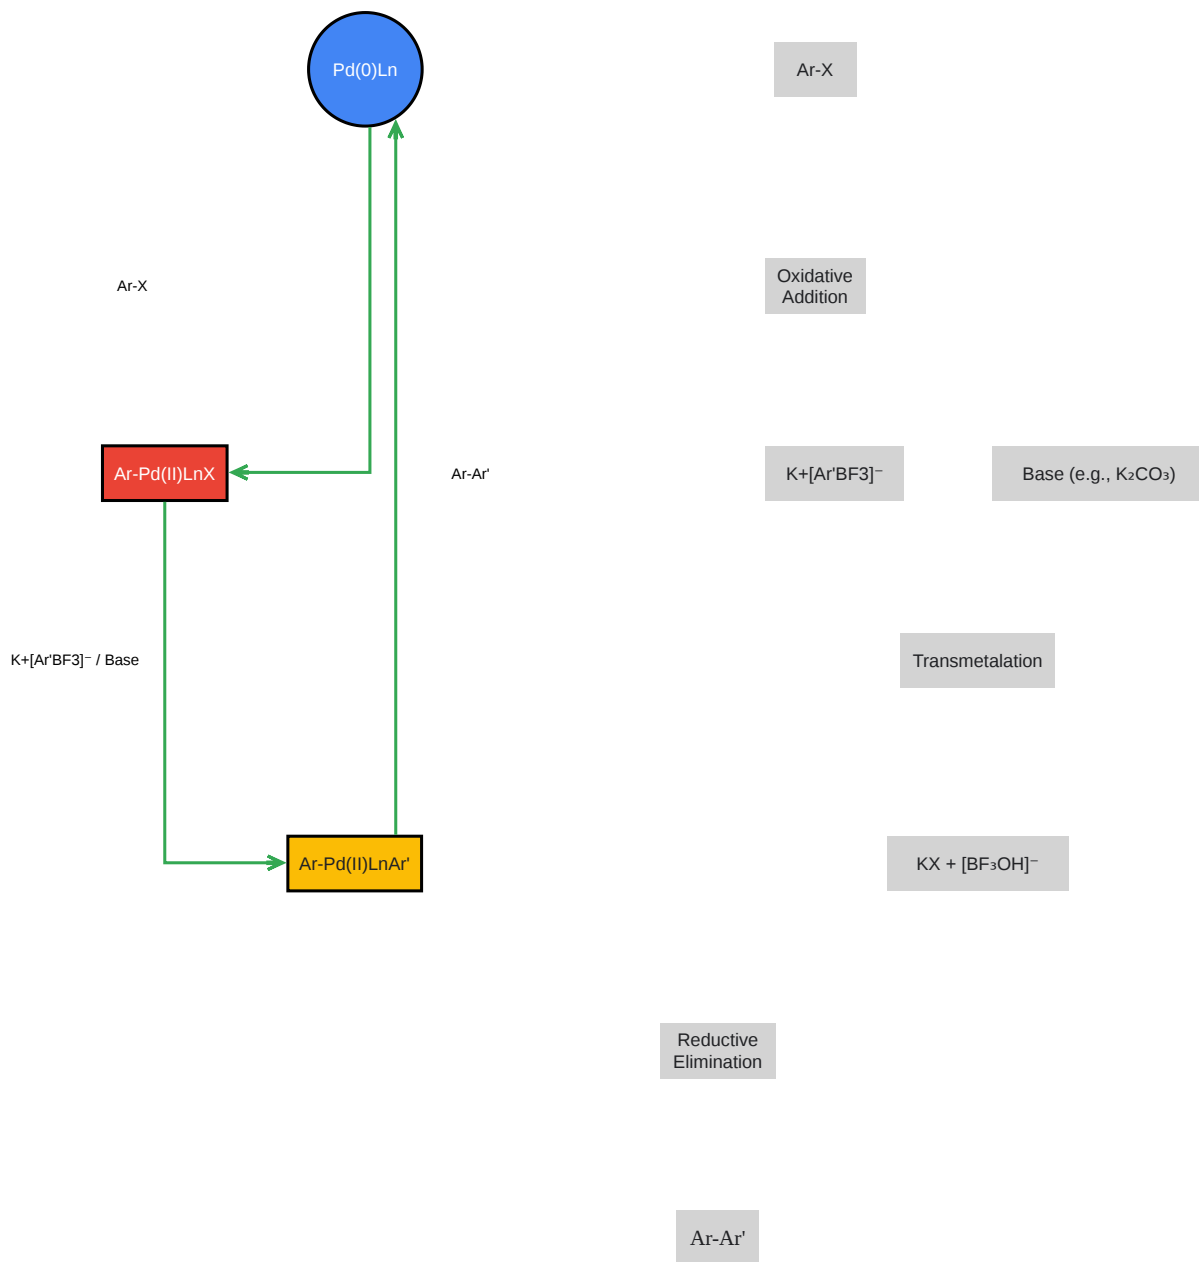 Pd(0)Ln
Ar-X
Ar-X
Oxidative
Addition
Ar-Pd(II)LnX
Ar-Ar'
K+[Ar'BF3]⁻
Base (e.g., K₂CO₃)
K+[Ar'BF3]⁻ / Base
Transmetalation
Ar-Pd(II)LnAr'
KX + [BF₃OH]⁻
Reductive
Elimination
Ar-Ar'